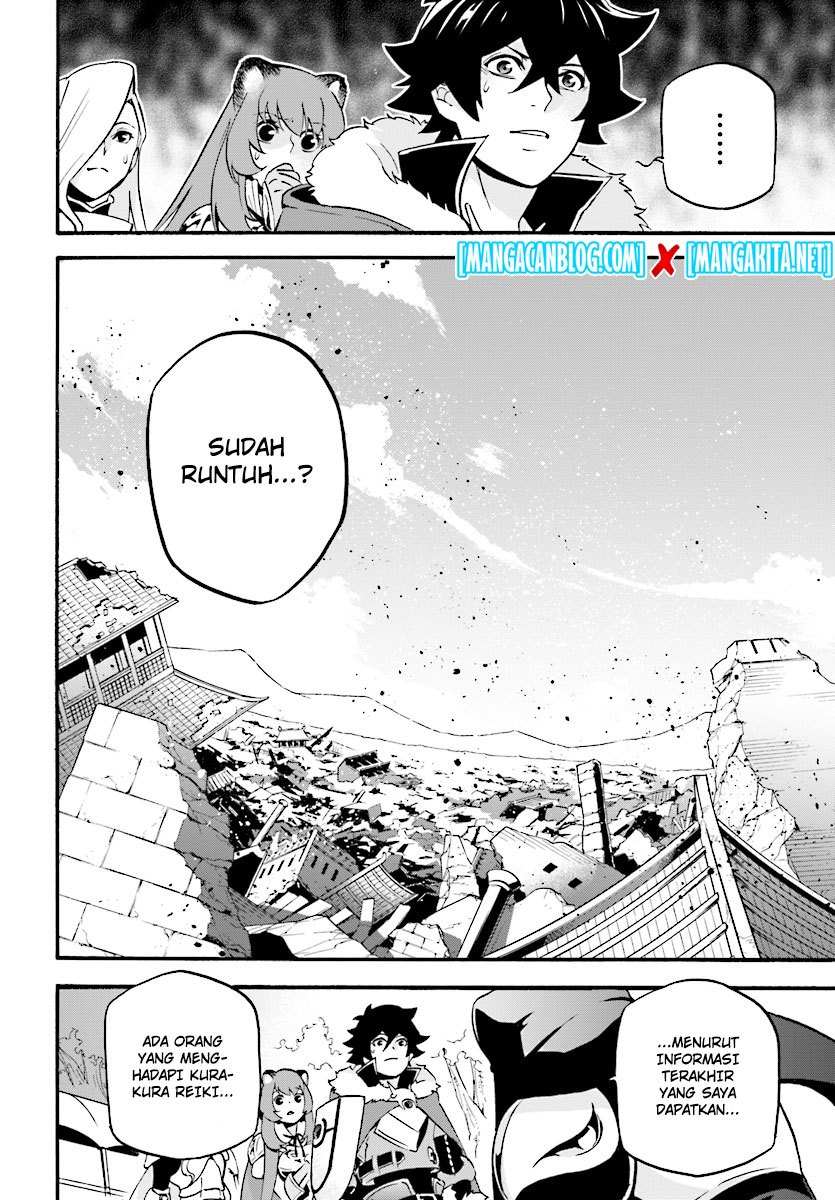 ......
[MANGACANBLOG.COM] X [MANGAKITA.NET]
SUDAH
RUNTUH...?
...MENURUT
INFORMASI
TERAKHIR
YANG SAYA
DAPATKAN...
ADA ORANG
YANG MENG-
HADAPI KURA-
KURA REIKI...